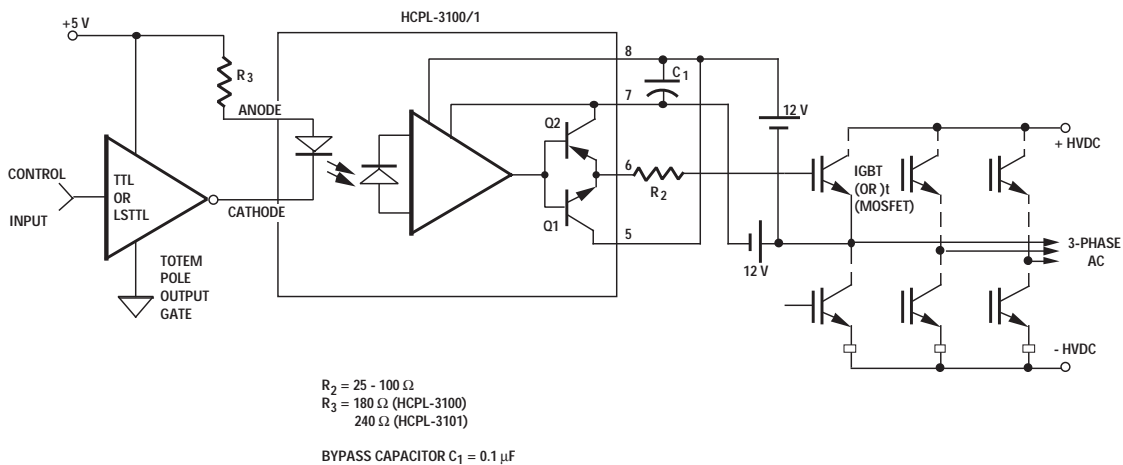 HCPL-3100/1
+5 V
R3
ANODE
CONTROL
INPUT
TTL
OR
LSTTL
CATHODE
TOTEM
POLE
OUTPUT
GATE
Q2
Q1
8
C1
7
6
R2
5
12 V
12 V
IGBT
(OR )t
(MOSFET)
+ HVDC
3-PHASE
AC
- HVDC
R2 = 25 - 100 Ω
R3 = 180 Ω (HCPL-3100)
240 Ω (HCPL-3101)
BYPASS CAPACITOR C1 = 0.1 µF